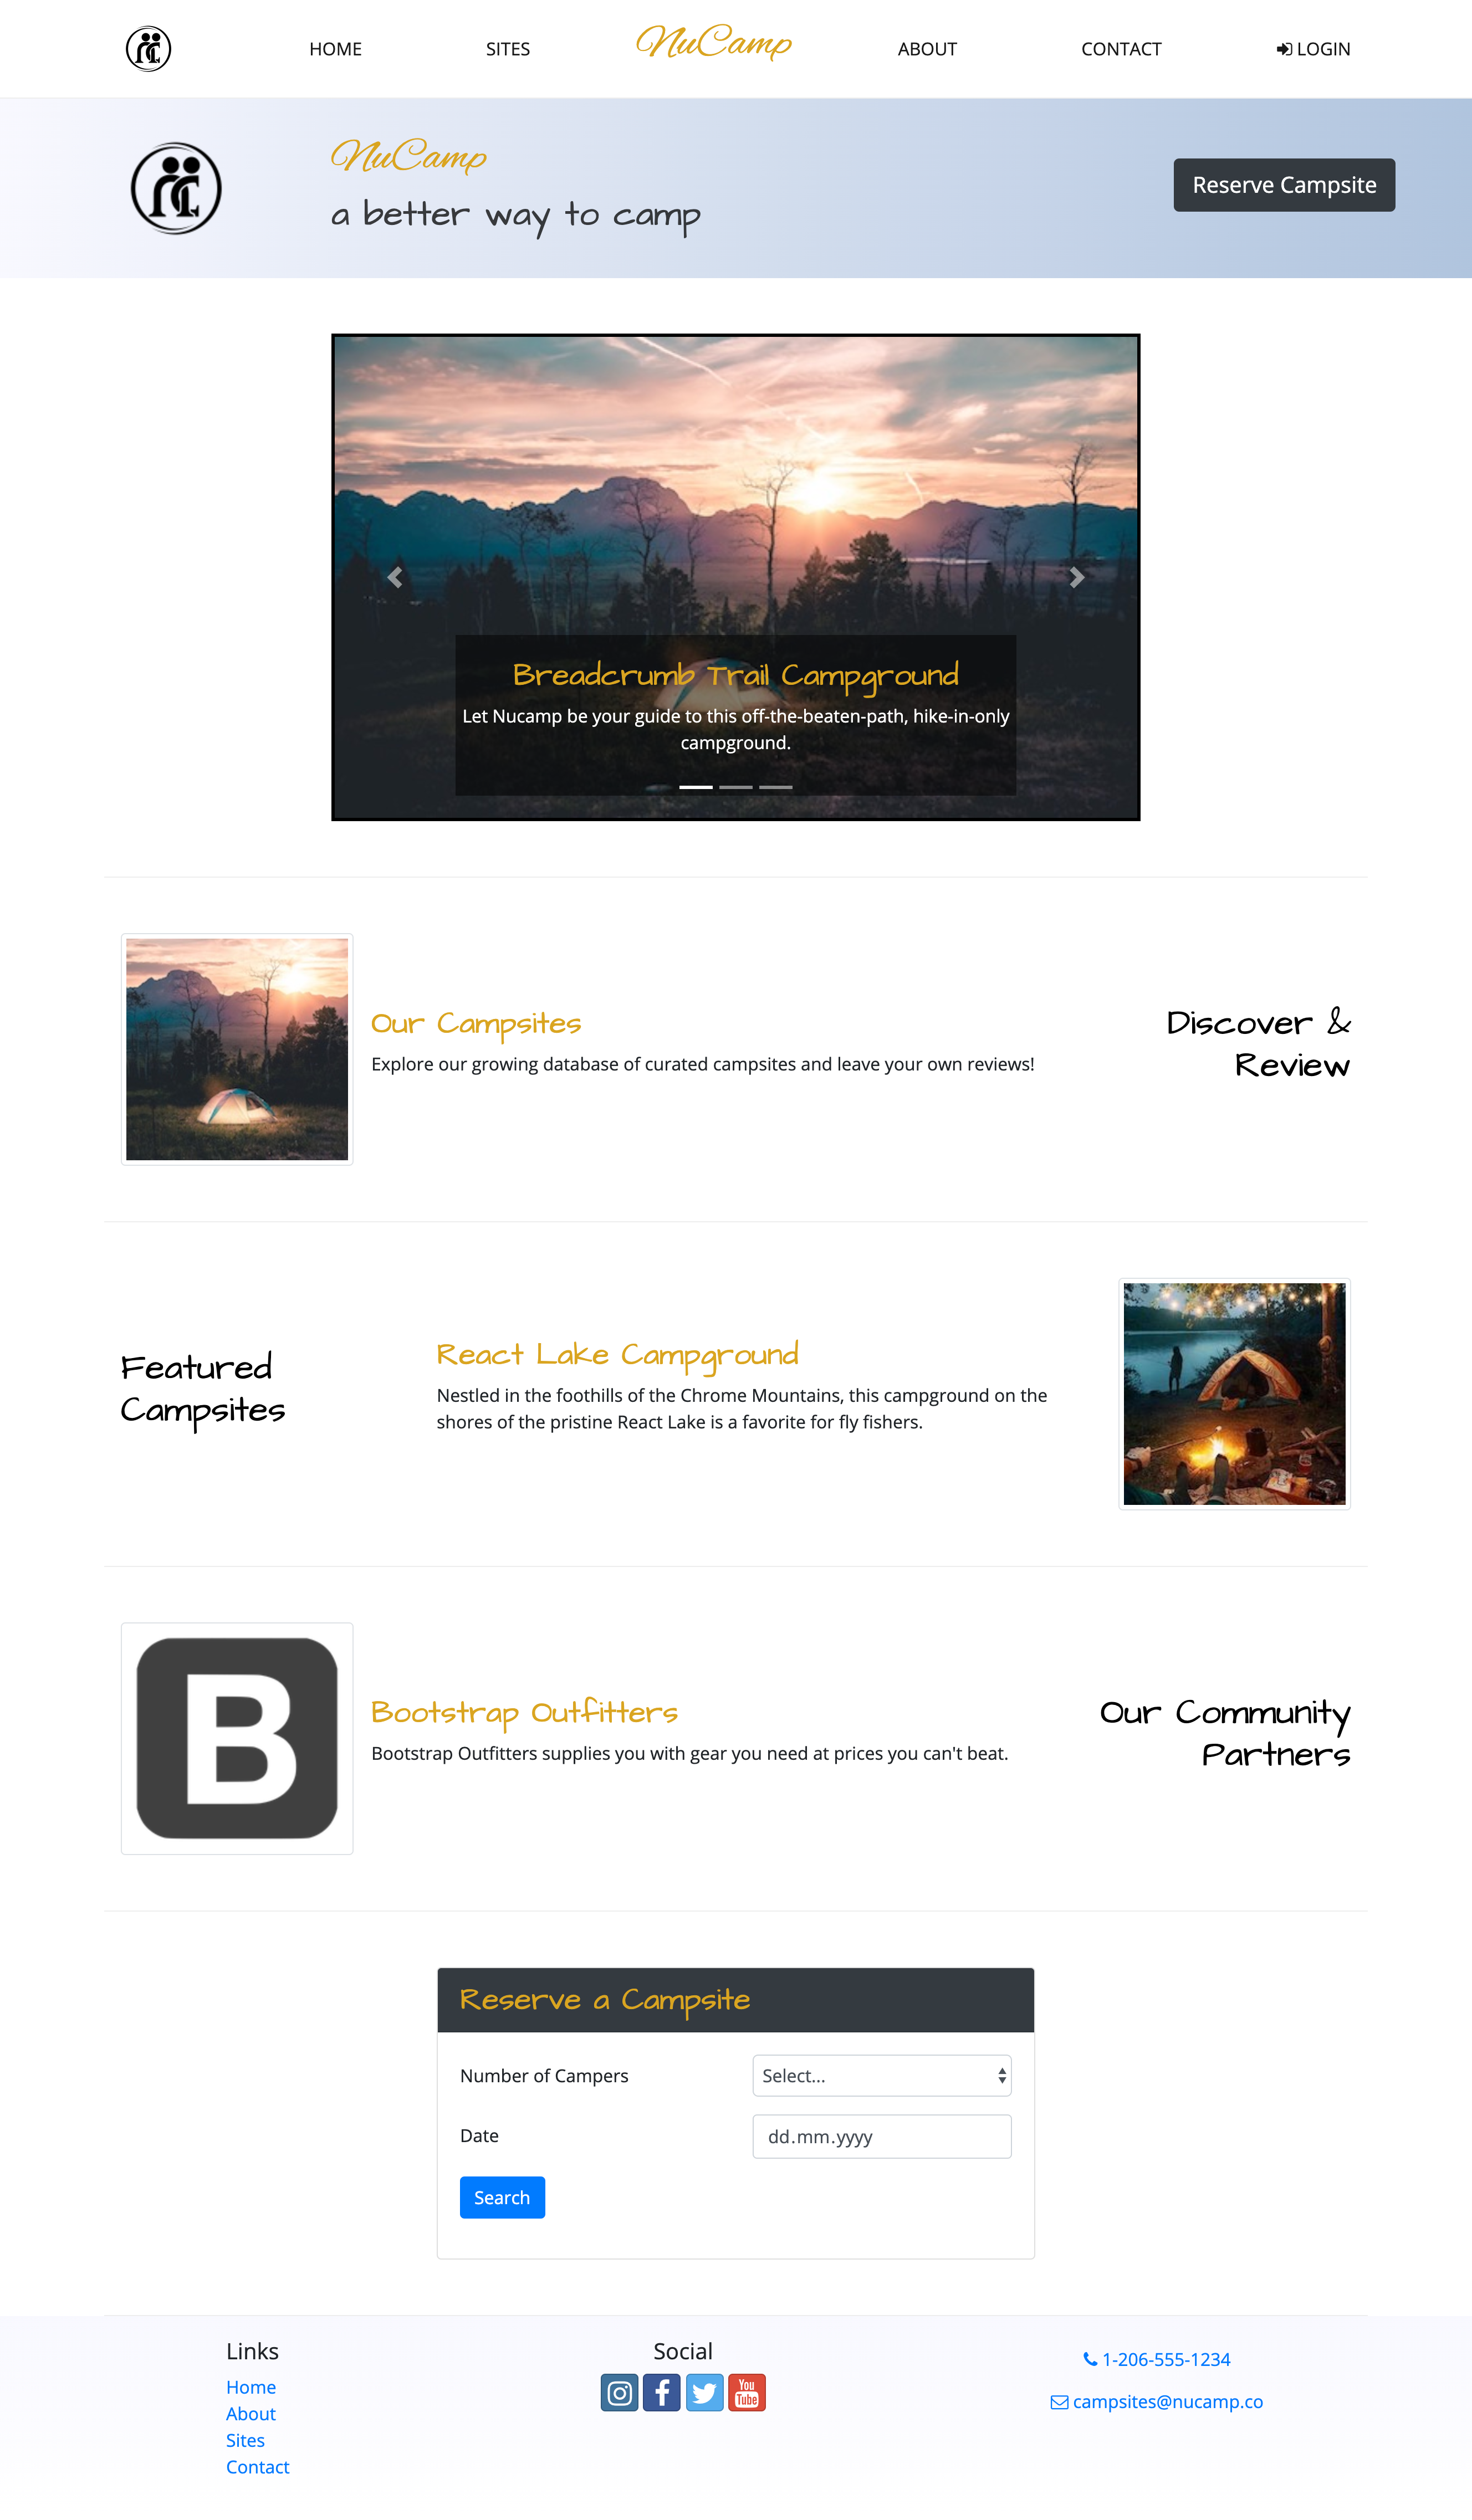 HOME SITES NuCamp ABOUT CONTACT LOGIN
NuCamp
a better way to camp
Reserve Campsite
Breadcrumb Trail Campground
Let Nucamp be your guide to this off-the-beaten-path, hike-in-only
campground.
Our Campsites
Explore our growing database of curated campsites and leave your own reviews!
Discover &
Review
Featured
Campsites
React Lake Campground
Nestled in the foothills of the Chrome Mountains, this campground on the
shores of the pristine React Lake is a favorite for fly fishers.
B
Bootstrap Outfitters
Bootstrap Outfitters supplies you with gear you need at prices you can't beat.
Our Community
Partners
Reserve a Campsite
Number of Campers
Select...
Date
dd.mm.yyyy
Search
Links
Home
About
Sites
Contact
Social
You
Tube
1-206-555-1234
campsites@nucamp.co